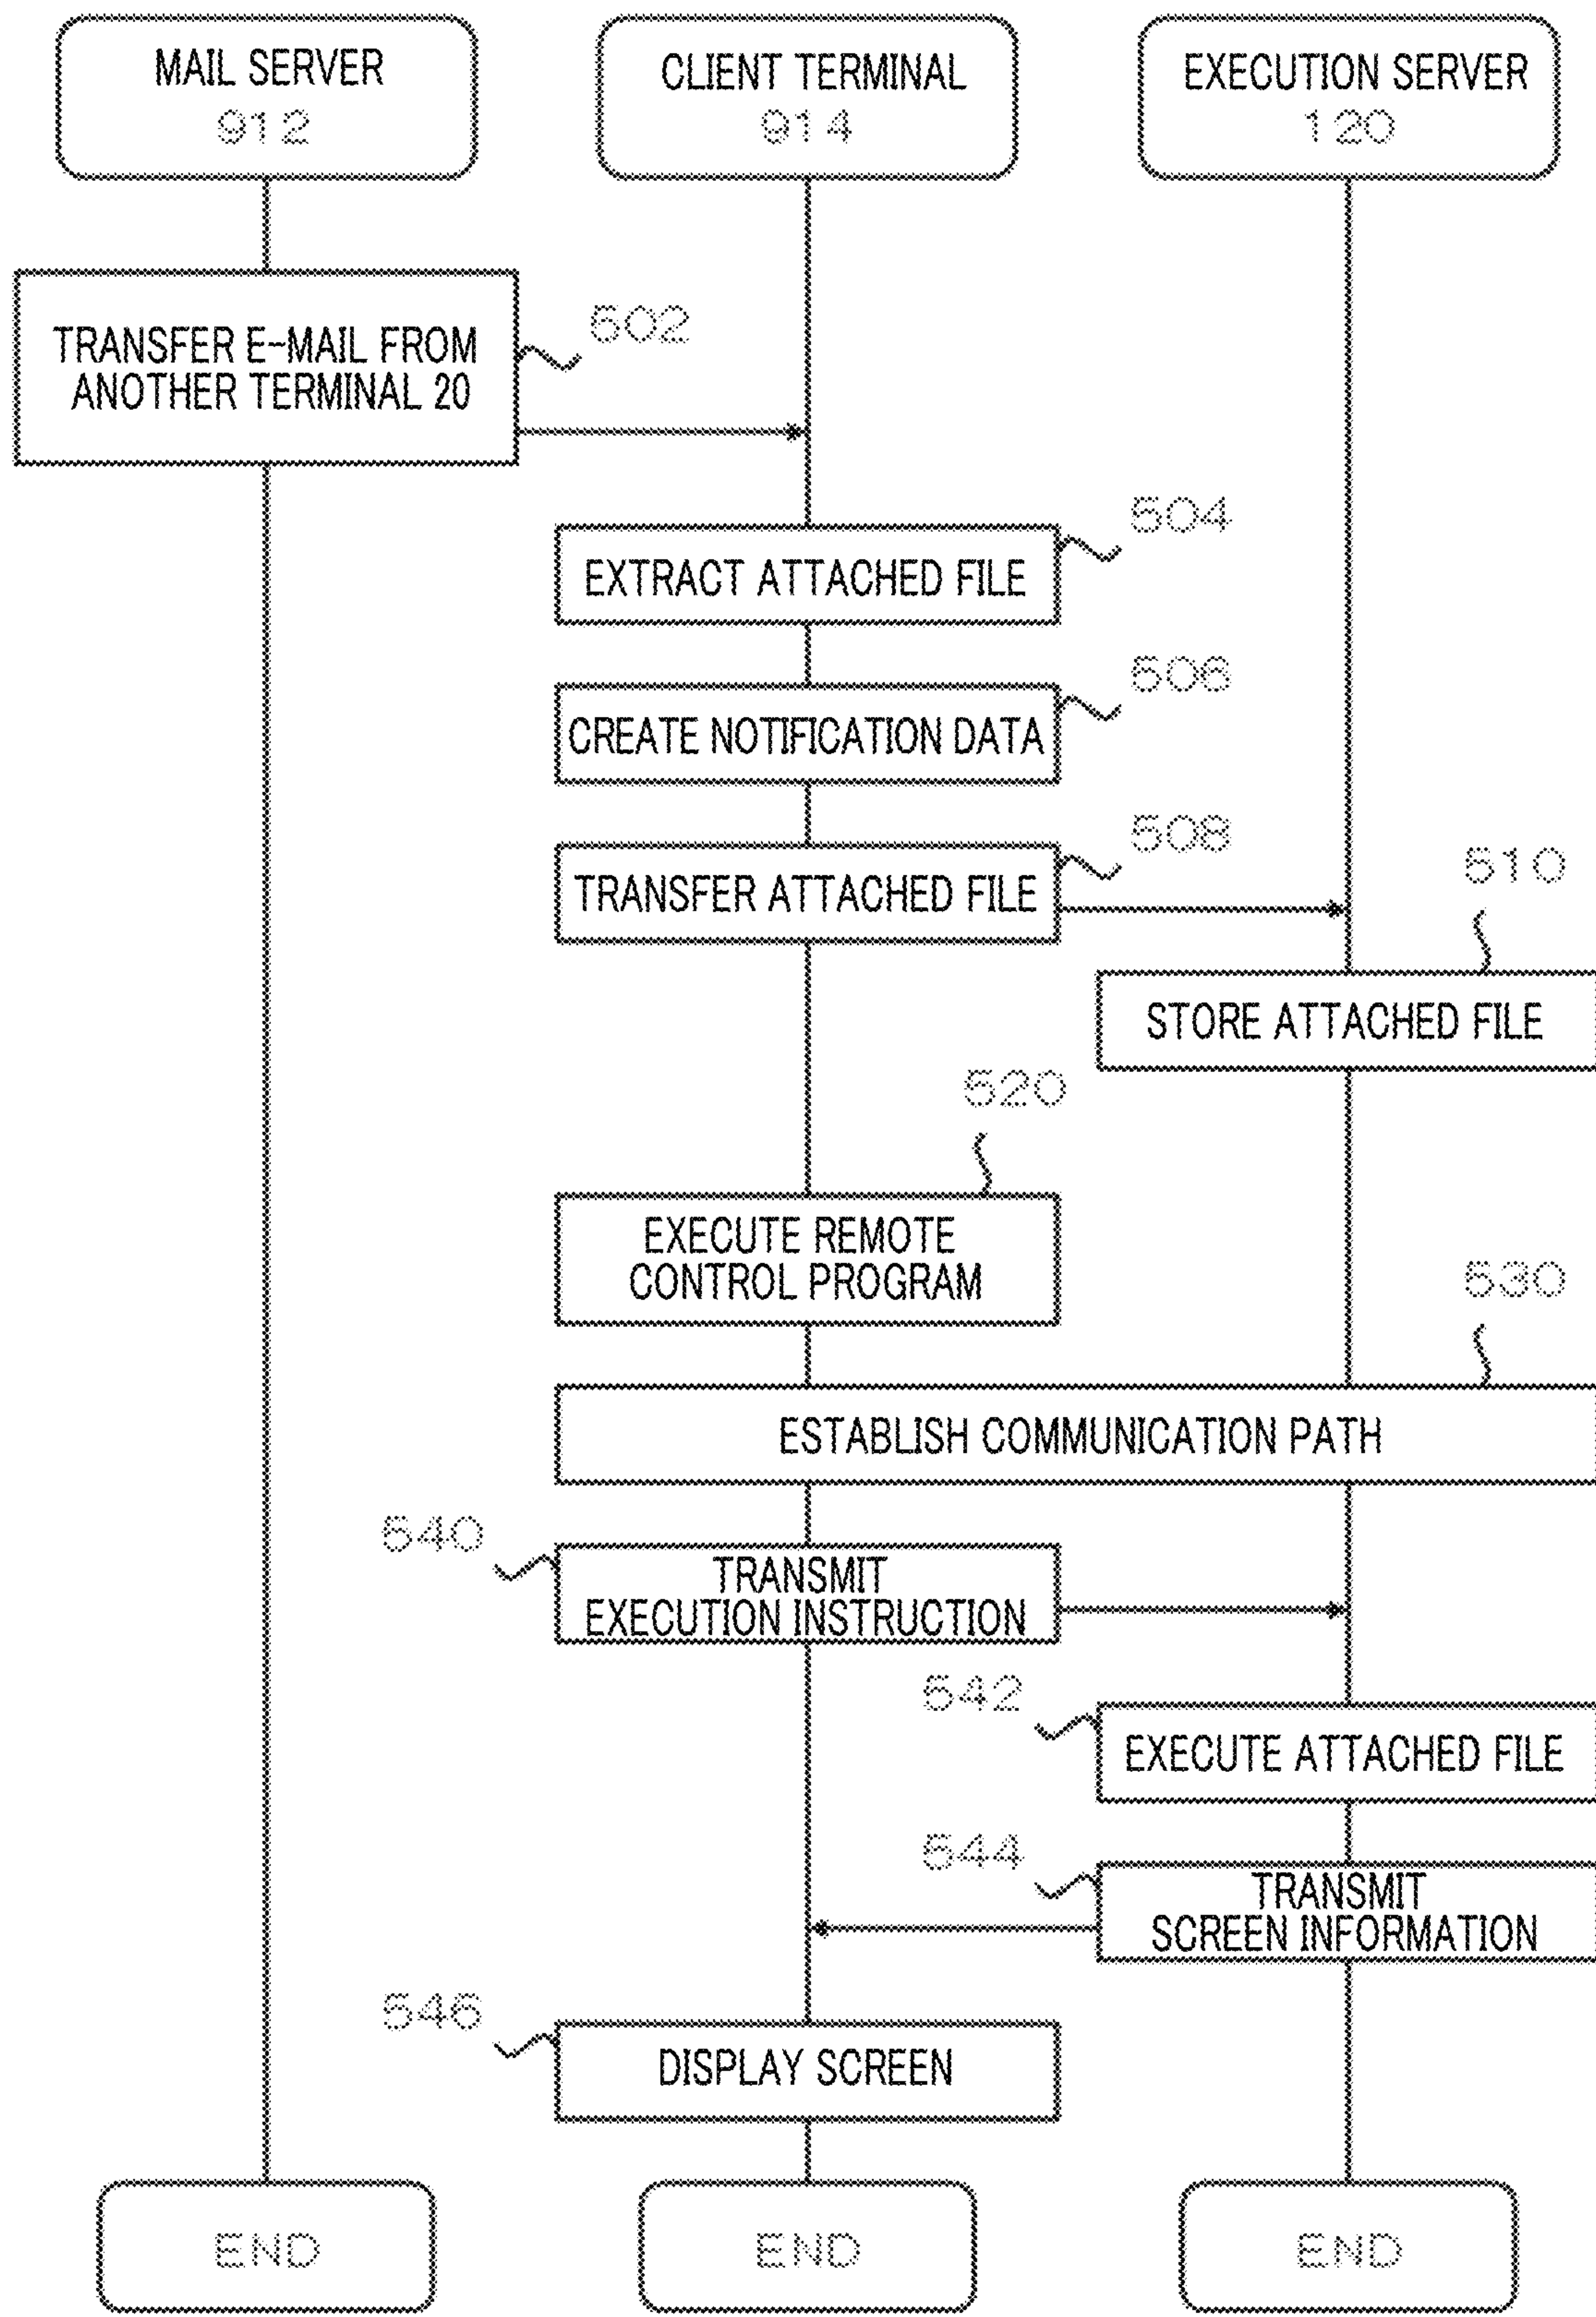 MAIL SERVER
912
CLIENT TERMINAL
914
EXECUTION SERVER
120
TRANSFER E-MAIL FROM
ANOTHER TERMINAL 20
502
EXTRACT ATTACHED FILE
504
CREATE NOTIFICATION DATA
506
TRANSFER ATTACHED FILE
508
510
STORE ATTACHED FILE
520
EXECUTE REMOTE
CONTROL PROGRAM
530
ESTABLISH COMMUNICATION PATH
540
TRANSMIT
EXECUTION INSTRUCTION
542
EXECUTE ATTACHED FILE
544
TRANSMIT
SCREEN INFORMATION
546
DISPLAY SCREEN
END
END
END